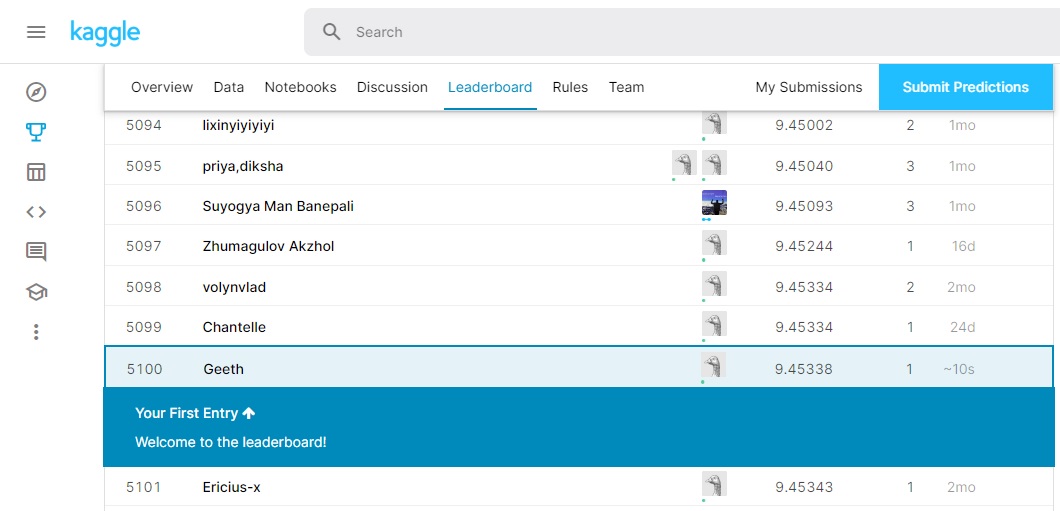 kaggle
Search
Overview Data Notebooks Discussion Leaderboard Rules Team My Submissions Submit Predictions
5094 lixinyiyiyiyi 9.45002 2 1mo
5095 priya,diksha 9.45040 3 1mo
5096 Suyogya Man Banepali 9.45093 3 1mo
5097 Zhumagulov Akzhol 9.45244 1 16d
5098 volynvlad 9.45334 2 2mo
5099 Chantelle 9.45334 1 24d
5100 Geeth 9.45338 1 ~10s
Your First Entry
Welcome to the leaderboard!
5101 Ericius-x 9.45343 1 2mo